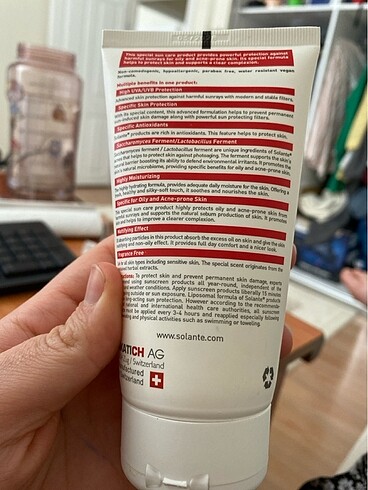 This special sun care product provides powerful protection against
harmful sunrays for oily and acne-prone skin. Its special formula
helps to protect skin and supports a clear complexion.
Non-comedogenic, hypoallergenic, paraben free, water resistant vegan
formula.
Multiple benefits in one product:
High UVA/UVB Protection
Advanced skin protection against harmful sunrays with modern and stable filters.
Specific Skin Protection
With its special content, this advanced formulation helps to prevent permanent
sun-induced skin damage along with powerful sun protecting filters.
Specific Antioxidants
Solante® products are rich in antioxidants. This feature helps to protect skin.
Saccharomyces Ferment/Lactobacillus Ferment
Saccharomyces ferment / Lactobacillus ferment are unique ingredients of Solante®
that helps to protect skin against photoaging. The ferment supports the skin's
barrier boosting its ability to defend environmental irritants. It promotes the
skin's natural microbiome, providing specific benefits for oily and acne-prone skin.
Highly Moisturizing
highly hydrating formula, provides adequate daily moisture for the skin. Offering a
healthy and silky-soft touch, it soothes and nourishes the skin.
Specific for Oily and Acne-prone Skin
special sun care product highly protects oily and acne-prone skin from
harmful sunrays and supports the natural sebum production of skin. It promotes
and helps to improve a clearer complexion.
Mattifying Effect
absorbing particles in this product absorb the excess oil on skin and give the skin
mattifying and non-oily effect. It provides full day comfort and a nicer look.
Fragrance Free
all skin types including sensitive skin. The special scent originates from the
herbal extracts.
To protect skin and prevent permanent skin damage, experts
using sunscreen products all year-round, independent of the
weather conditions. Apply sunscreen products liberally 15 minutes
outside or sun exposure. Liposomal formula of Solante® products
long-acting sun protection. However according to the recommendations
national and international health care authorities, all sunscreen
must be applied every 3-4 hours and reapplied especially following
and physical activities such as swimming or toweling.
www.solante.com
ATICH AG
/ Switzerland
Manufactured
Switzerland